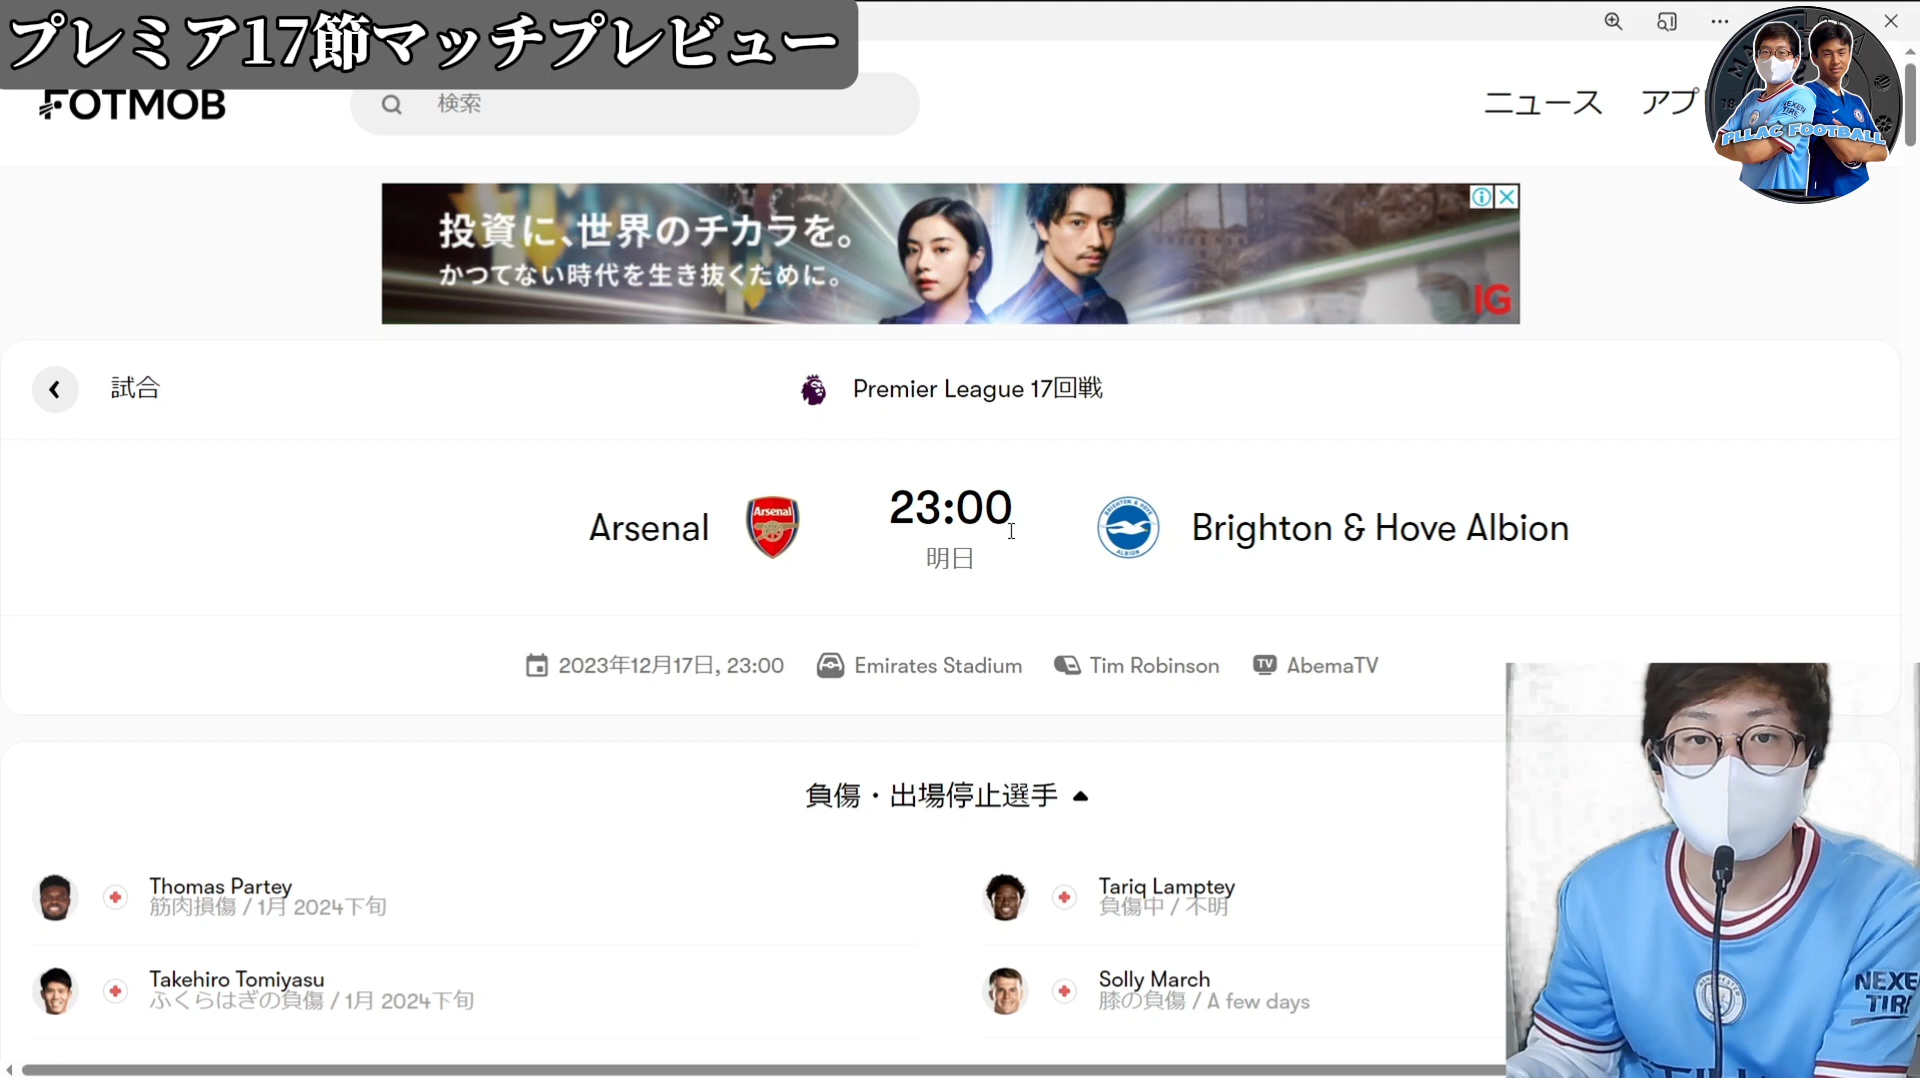 プレミア17節マッチプレビュー
FOTMOB
検索
ニュース
アプ
PLLAC FOOTBALL
投資に、世界のチカラを。
かつてない時代を生き抜くために。
IG
試合
Premier League 17回戦
Arsenal
Arsenal
23:00
明日
Brighton & Hove Albion
2023年12月17日, 23:00
Emirates Stadium
Tim Robinson
TV
AbemaTV
負傷・出場停止選手
Thomas Partey
筋肉損傷 / 1月 2024下旬
Tariq Lamptey
負傷中 / 不明
Takehiro Tomiyasu
ふくらはぎの負傷 / 1月 2024下旬
Solly March
膝の負傷 / A few days
NEXE
TIR